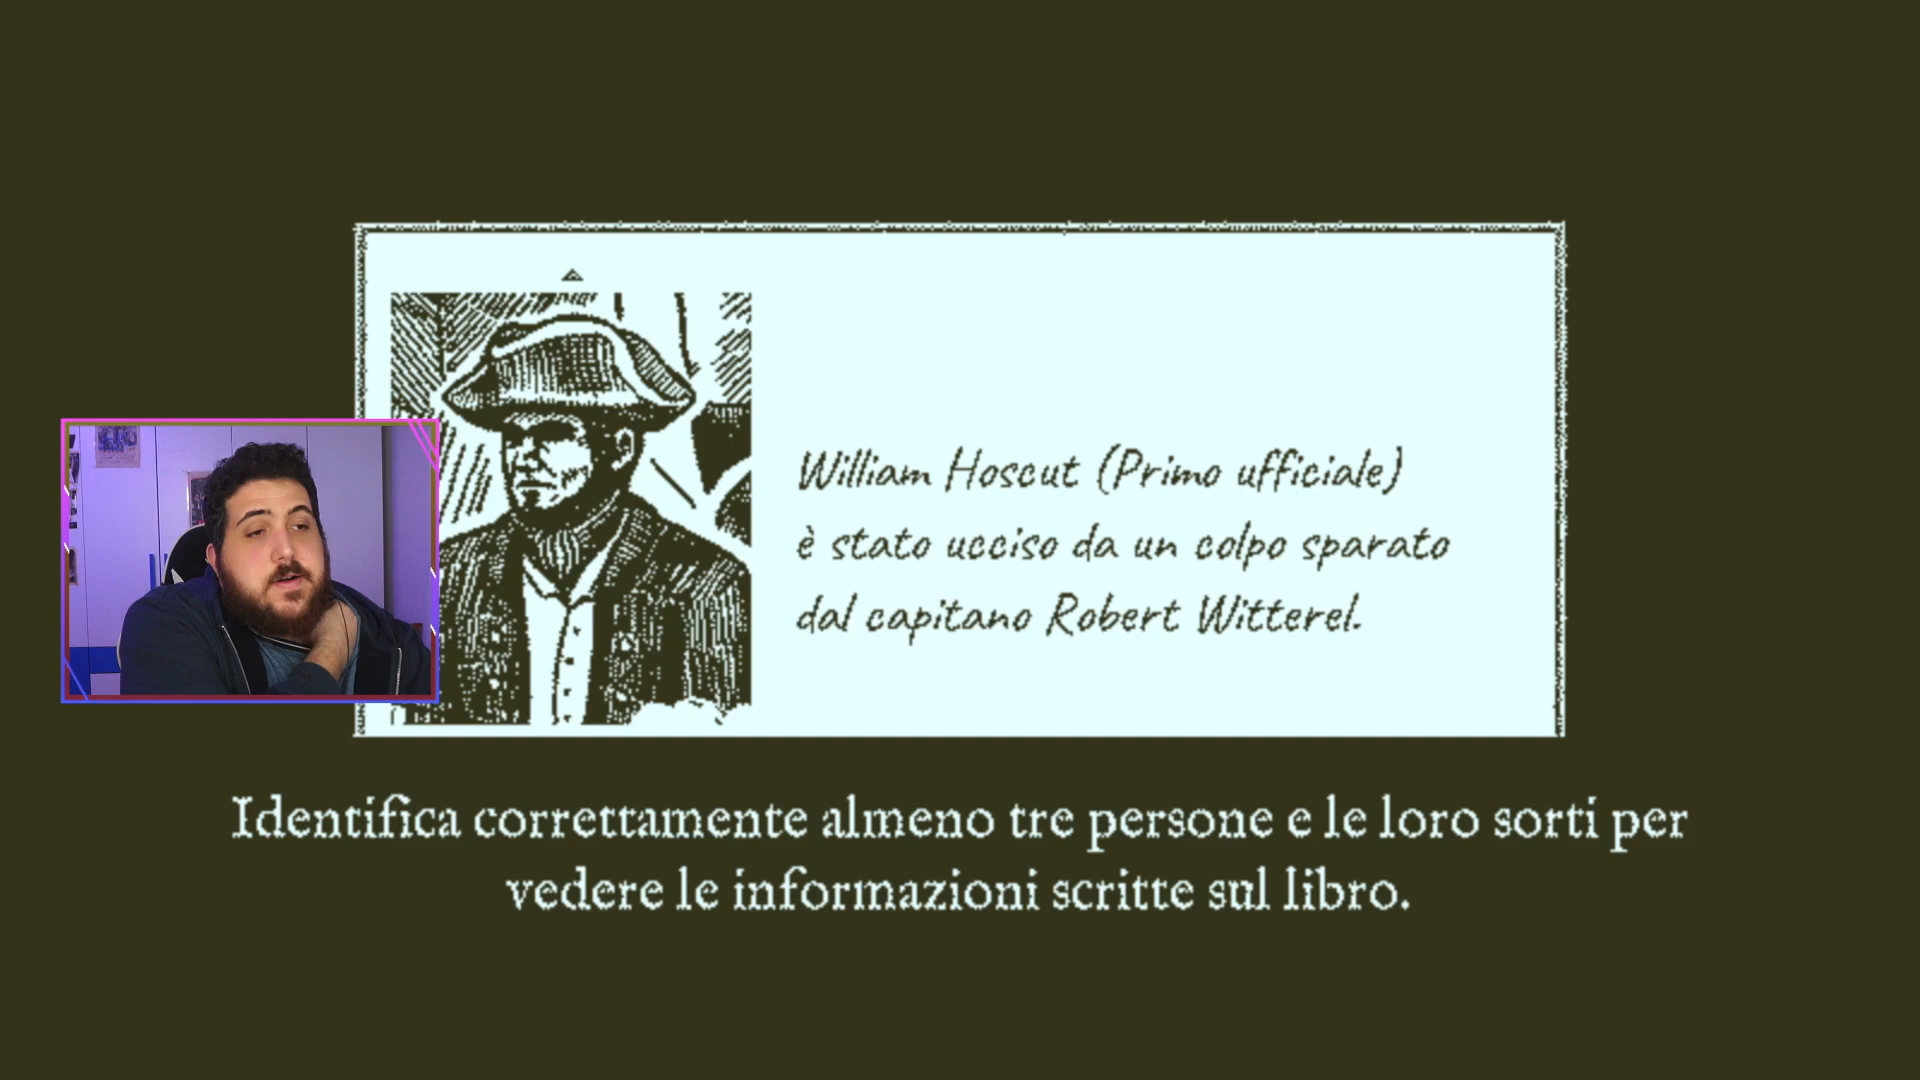 William Hoscut (Primo ufficiale)
è stato ucciso da un colpo sparato
dal capitano Robert Witterel.
Identifica correttamente almeno tre persone e le loro sorti per
vedere le informazioni scritte sul libro.